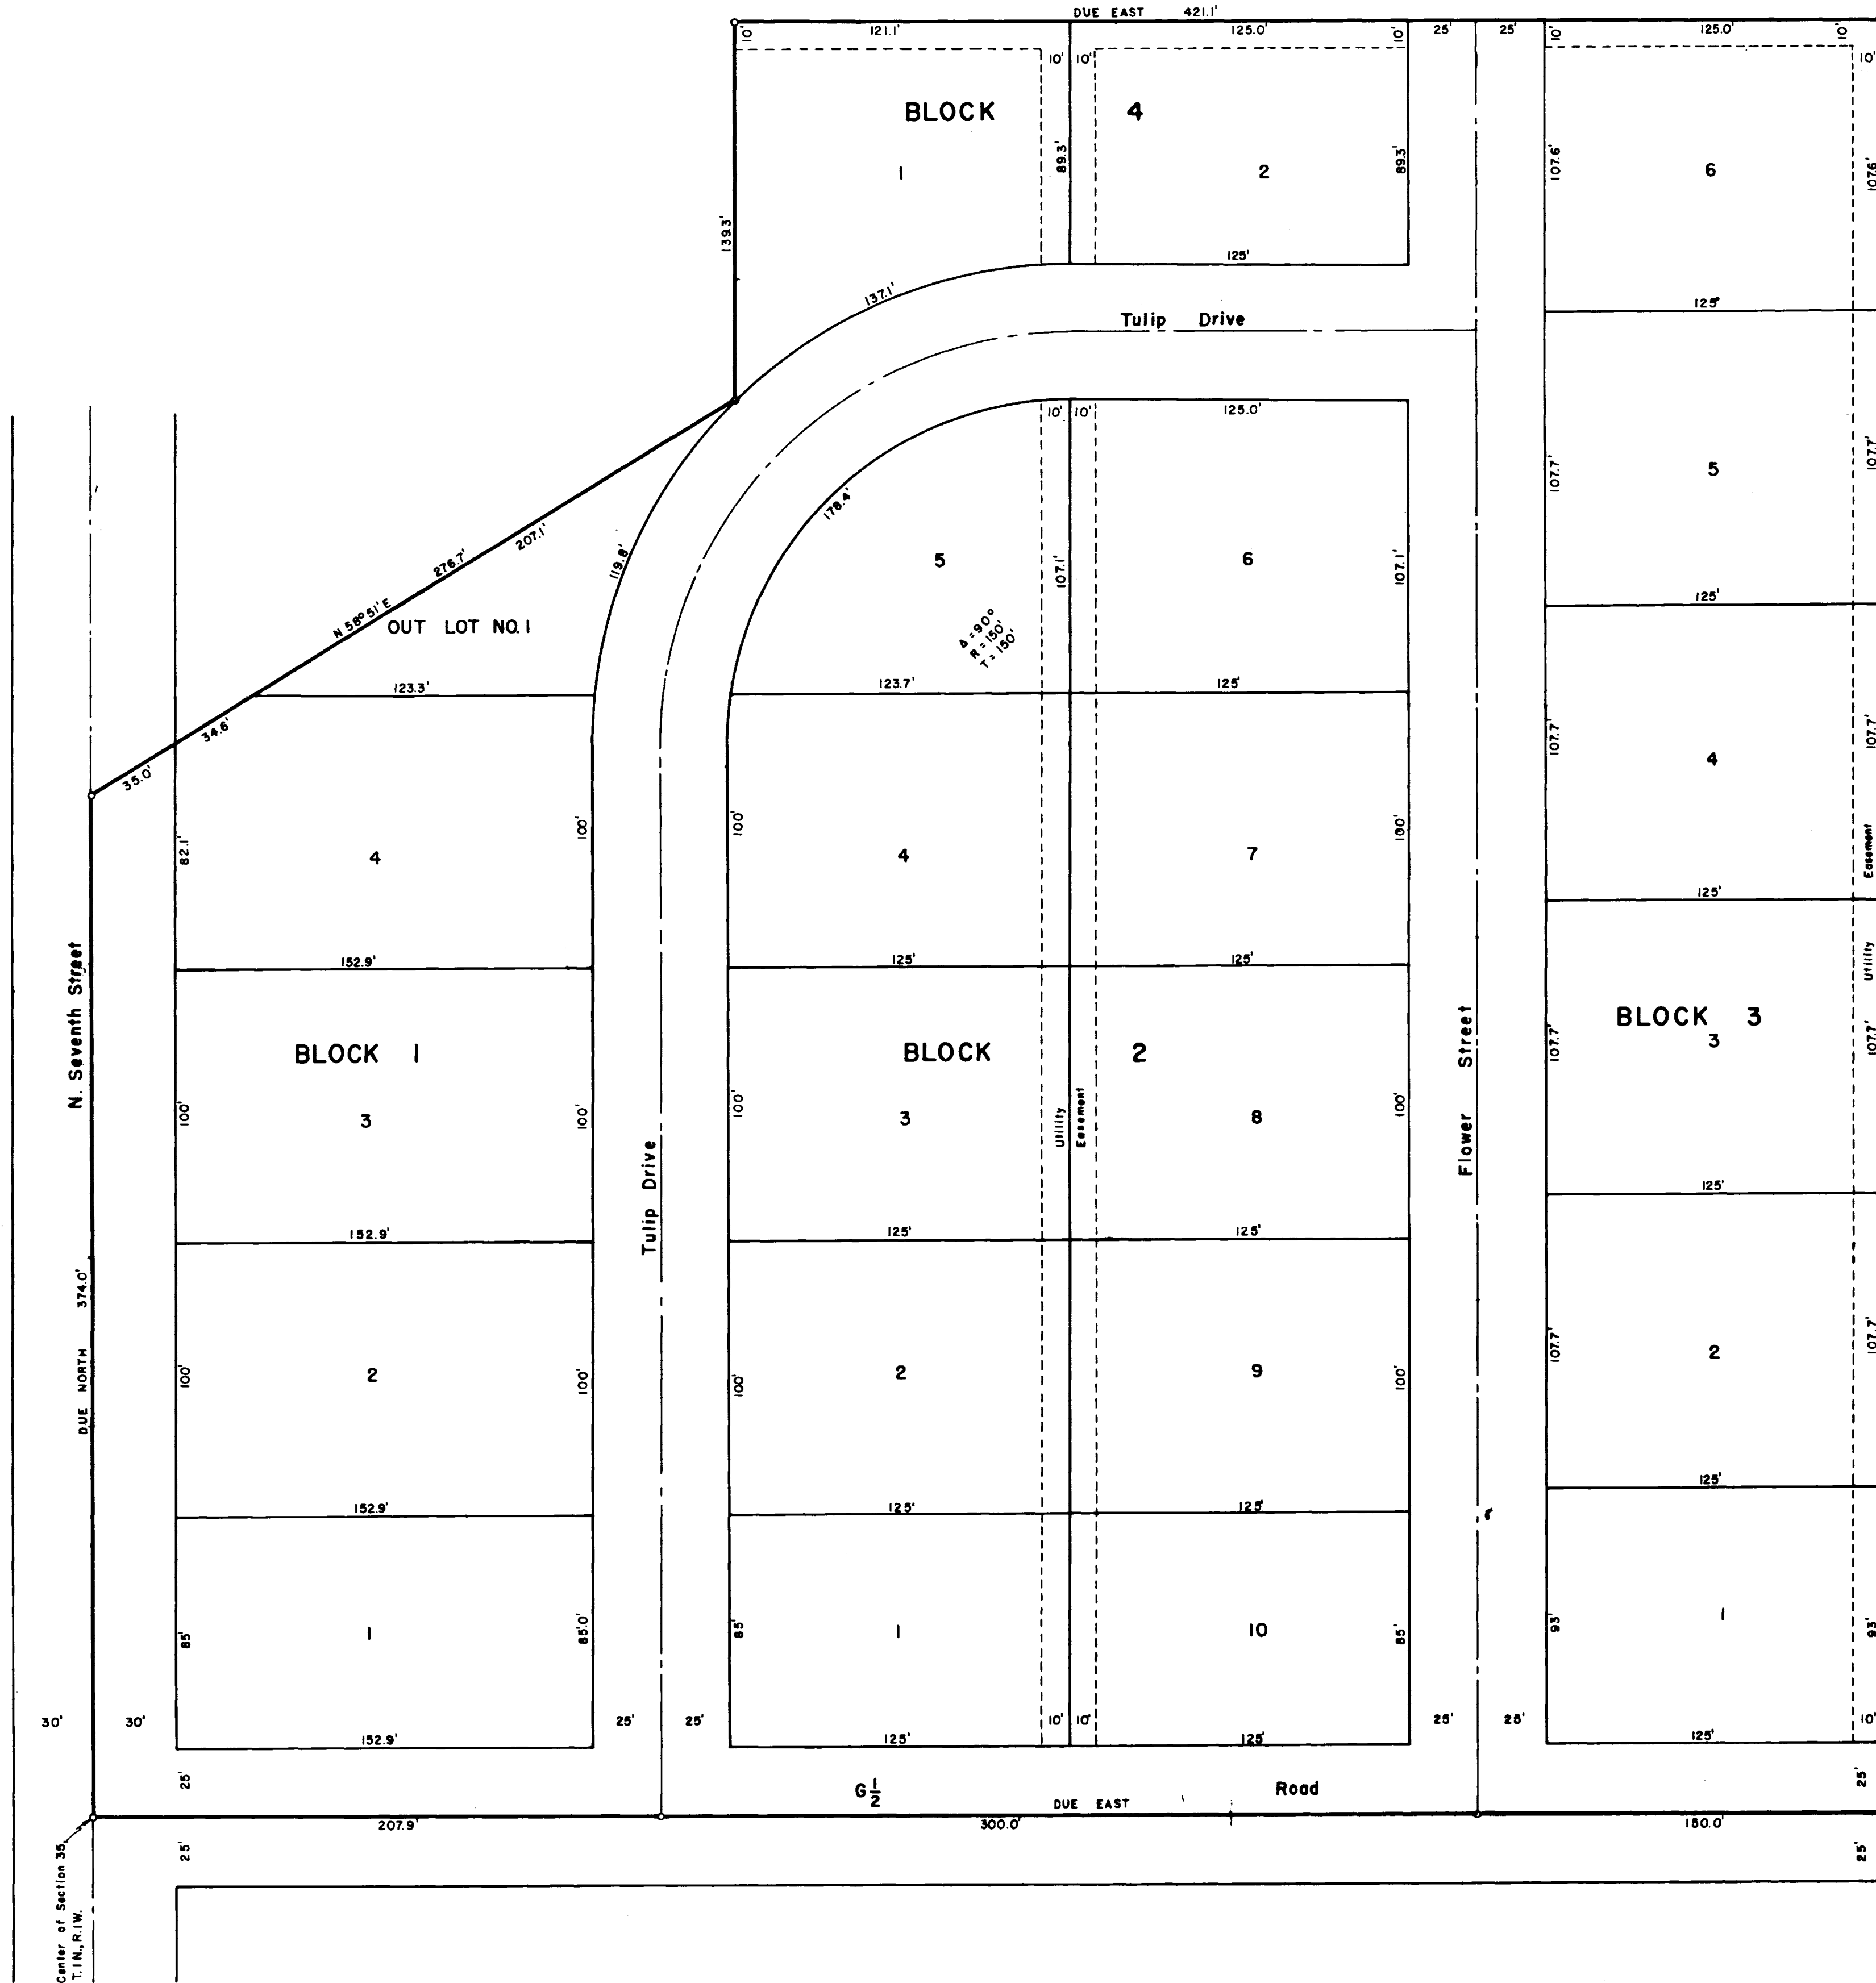 DUE EAST 421.1'
10' 121.1' 125.0' 10' 25' 25' 10' 125.0' 10'
10' 10' 10'
BLOCK 4
1 89.3' 2 89.3' 107.6' 6 107.6'
139.3'
125'
137.1'
Tulip Drive
125'
10' 10' 125.0'
178.4'
207.1'
276.7'
119.8'
5 107.1' 6 107.1' 107.7' 5 107.7'
N 58° 51' E
OUT LOT NO. 1
Δ = 90°
R = 150'
T = 150'
125'
123.3' 123.7' 125'
34.6'
35.0'
107.7' 4 107.7'
82.1' 4 100' 100' 4 7 100'
Easement
125'
152.9' 125' 125'
Utility
N. Seventh Street
BLOCK 1
BLOCK 2
BLOCK 3
107.7' 3 107.7'
100' 3 100' 100' 3 8 100'
Utility
Easement
Flower Street
Tulip Drive
125'
152.9' 125' 125'
DUE NORTH 374.0'
100' 2 100' 100' 2 9 100' 107.7' 2 107.7'
125'
152.9' 125' 125'
85' 1 85.0' 85' 1 10 85' 93' 1 93'
30' 30' 25' 25' 10' 10' 25' 25' 10'
152.9' 125' 125' 125'
25' 25'
G 1/2 Road
DUE EAST
207.9' 300.0' 150.0'
25' 25'
Center of Section 35,
T.1N., R.1W.